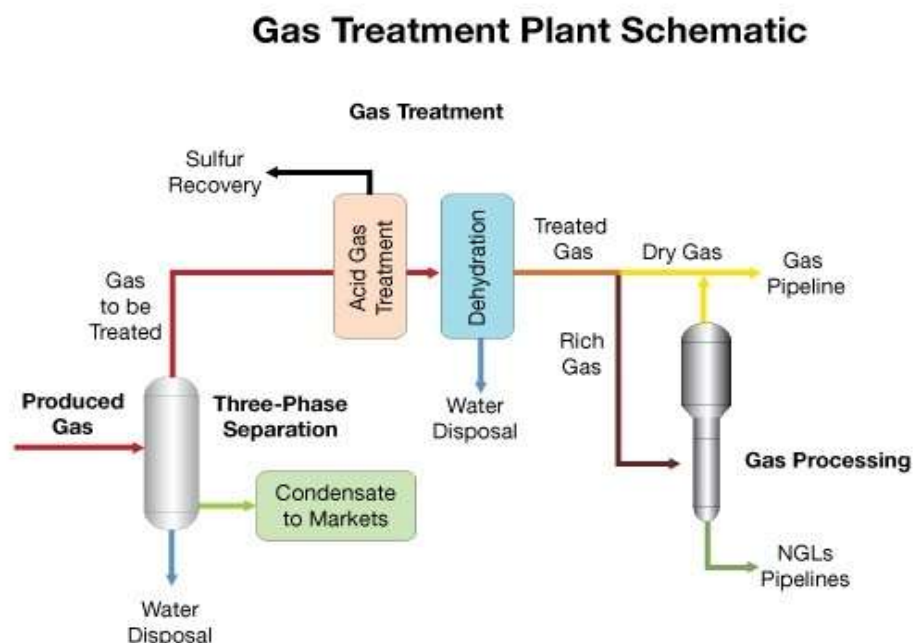 Gas Treatment Plant Schematic
Gas Treatment
Sulfur
Recovery
Acid Gas
Treatment
Dehydration
Treated
Gas
Dry Gas
Gas
Pipeline
Gas
to be
Treated
Rich
Gas
Produced
Gas
Three-Phase
Separation
Water
Disposal
Gas Processing
Condensate
to Markets
NGLs
Pipelines
Water
Disposal